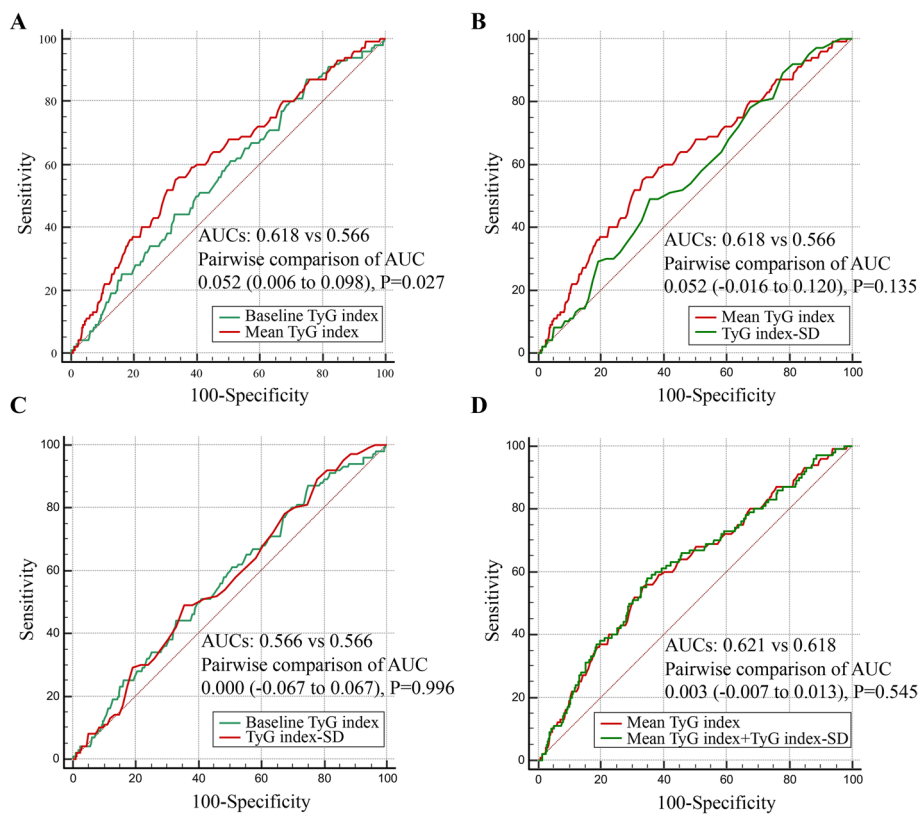 A
Sensitivity
100
80
60
40
20
0
0 20 40 60 80 100
100-Specificity
AUCs: 0.618 vs 0.566
Pairwise comparison of AUC
0.052 (0.006 to 0.098), P=0.027
Baseline TyG index
Mean TyG index
B
Sensitivity
100
80
60
40
20
0
0 20 40 60 80 100
100-Specificity
AUCs: 0.618 vs 0.566
Pairwise comparison of AUC
0.052 (-0.016 to 0.120), P=0.135
Mean TyG index
TyG index-SD
C
Sensitivity
100
80
60
40
20
0
0 20 40 60 80 100
100-Specificity
AUCs: 0.566 vs 0.566
Pairwise comparison of AUC
0.000 (-0.067 to 0.067), P=0.996
Baseline TyG index
TyG index-SD
D
Sensitivity
100
80
60
40
20
0
0 20 40 60 80 100
100-Specificity
AUCs: 0.621 vs 0.618
Pairwise comparison of AUC
0.003 (-0.007 to 0.013), P=0.545
Mean TyG index
Mean TyG index+TyG index-SD